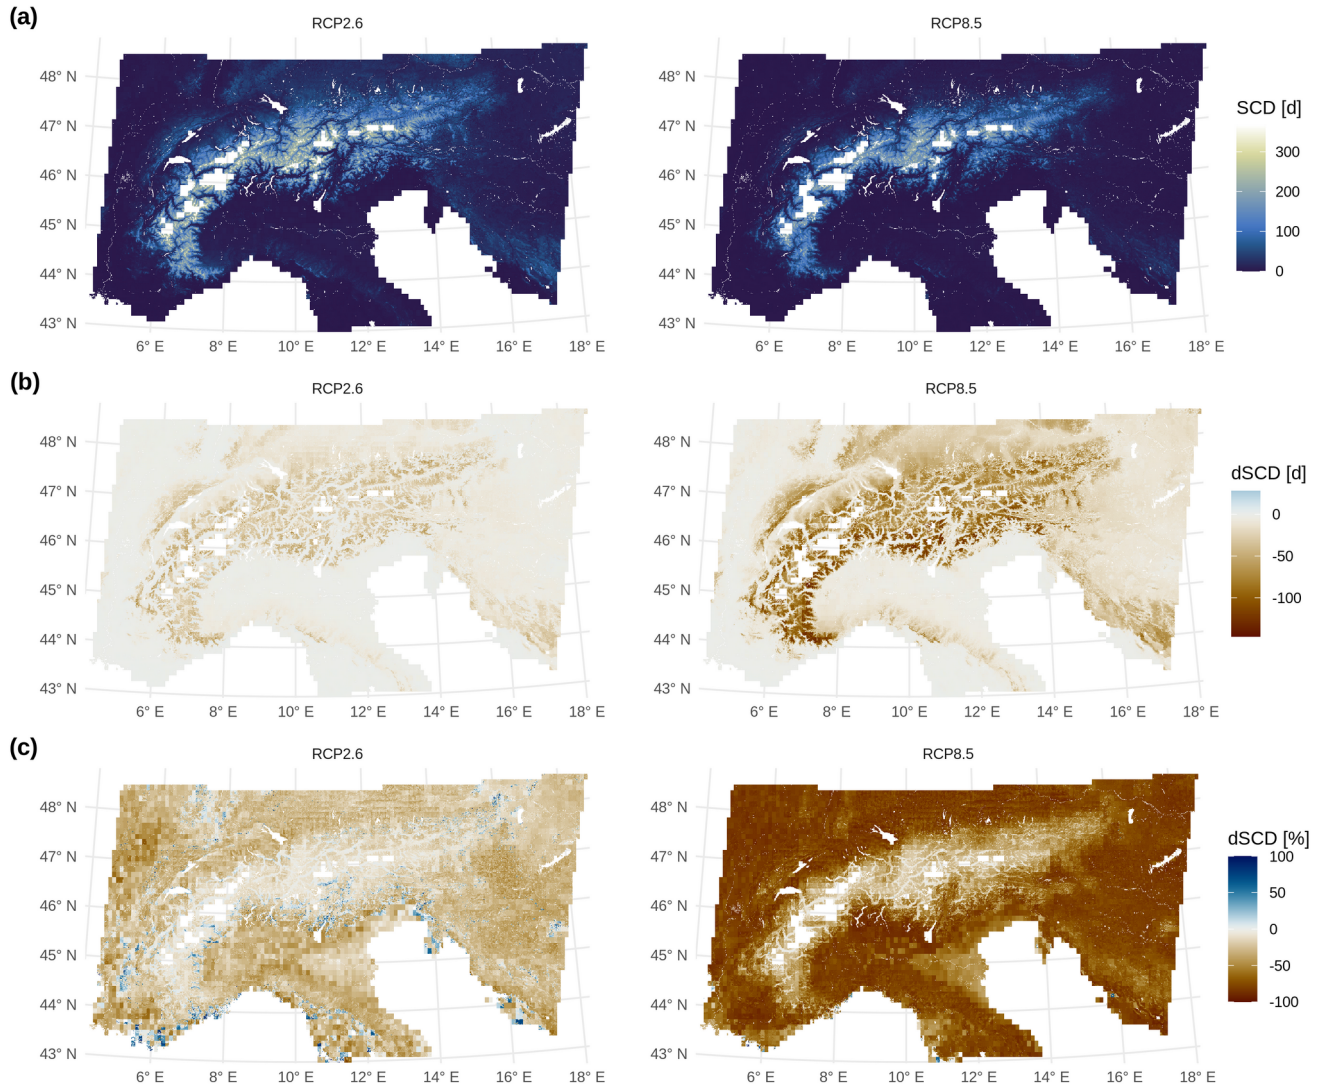 (a)
RCP2.6
RCP8.5
48° N
47° N
46° N
45° N
44° N
43° N
6° E
8° E
10° E
12° E
14° E
16° E
18° E
48° N
47° N
46° N
45° N
44° N
43° N
6° E
8° E
10° E
12° E
14° E
16° E
18° E
SCD [d]
300
200
100
0
(b)
RCP2.6
RCP8.5
48° N
47° N
46° N
45° N
44° N
43° N
6° E
8° E
10° E
12° E
14° E
16° E
18° E
48° N
47° N
46° N
45° N
44° N
43° N
6° E
8° E
10° E
12° E
14° E
16° E
18° E
dSCD [d]
0
-50
-100
(c)
RCP2.6
RCP8.5
48° N
47° N
46° N
45° N
44° N
43° N
6° E
8° E
10° E
12° E
14° E
16° E
18° E
48° N
47° N
46° N
45° N
44° N
43° N
6° E
8° E
10° E
12° E
14° E
16° E
18° E
dSCD [%]
100
50
0
-50
-100